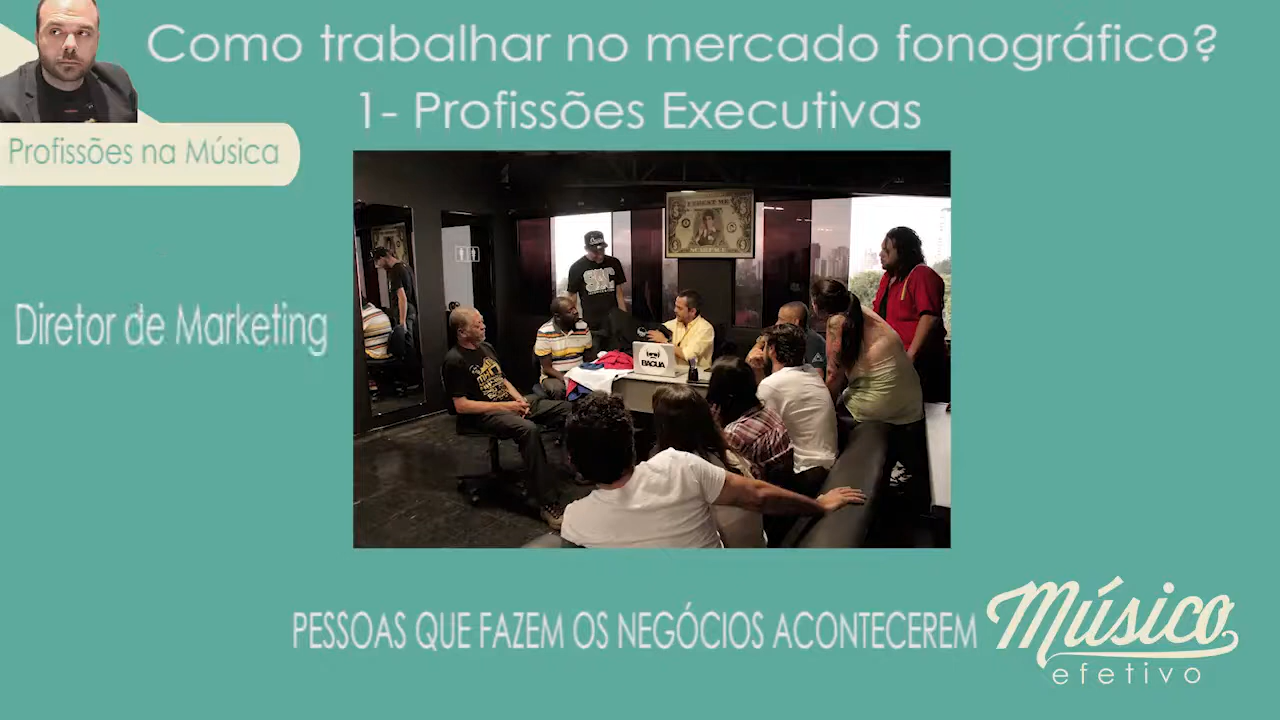 Como trabalhar no mercado fonográfico?
1- Profissões Executivas
Profissões na Música
Diretor de Marketing
BAGUA
PESSOAS QUE FAZEM OS NEGÓCIOS ACONTECEREM
Músico
efetivo